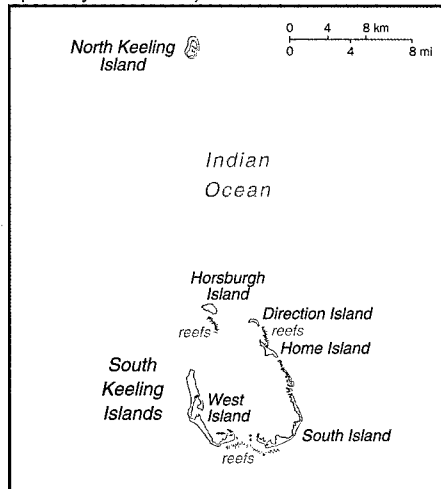 North Keeling
Island
0 4 8 km
0 4 8 mi
Indian
Ocean
Horsburgh
Island
reefs
Direction Island
reefs
Home Island
South
Keeling
Islands
West
Island
South Island
reefs